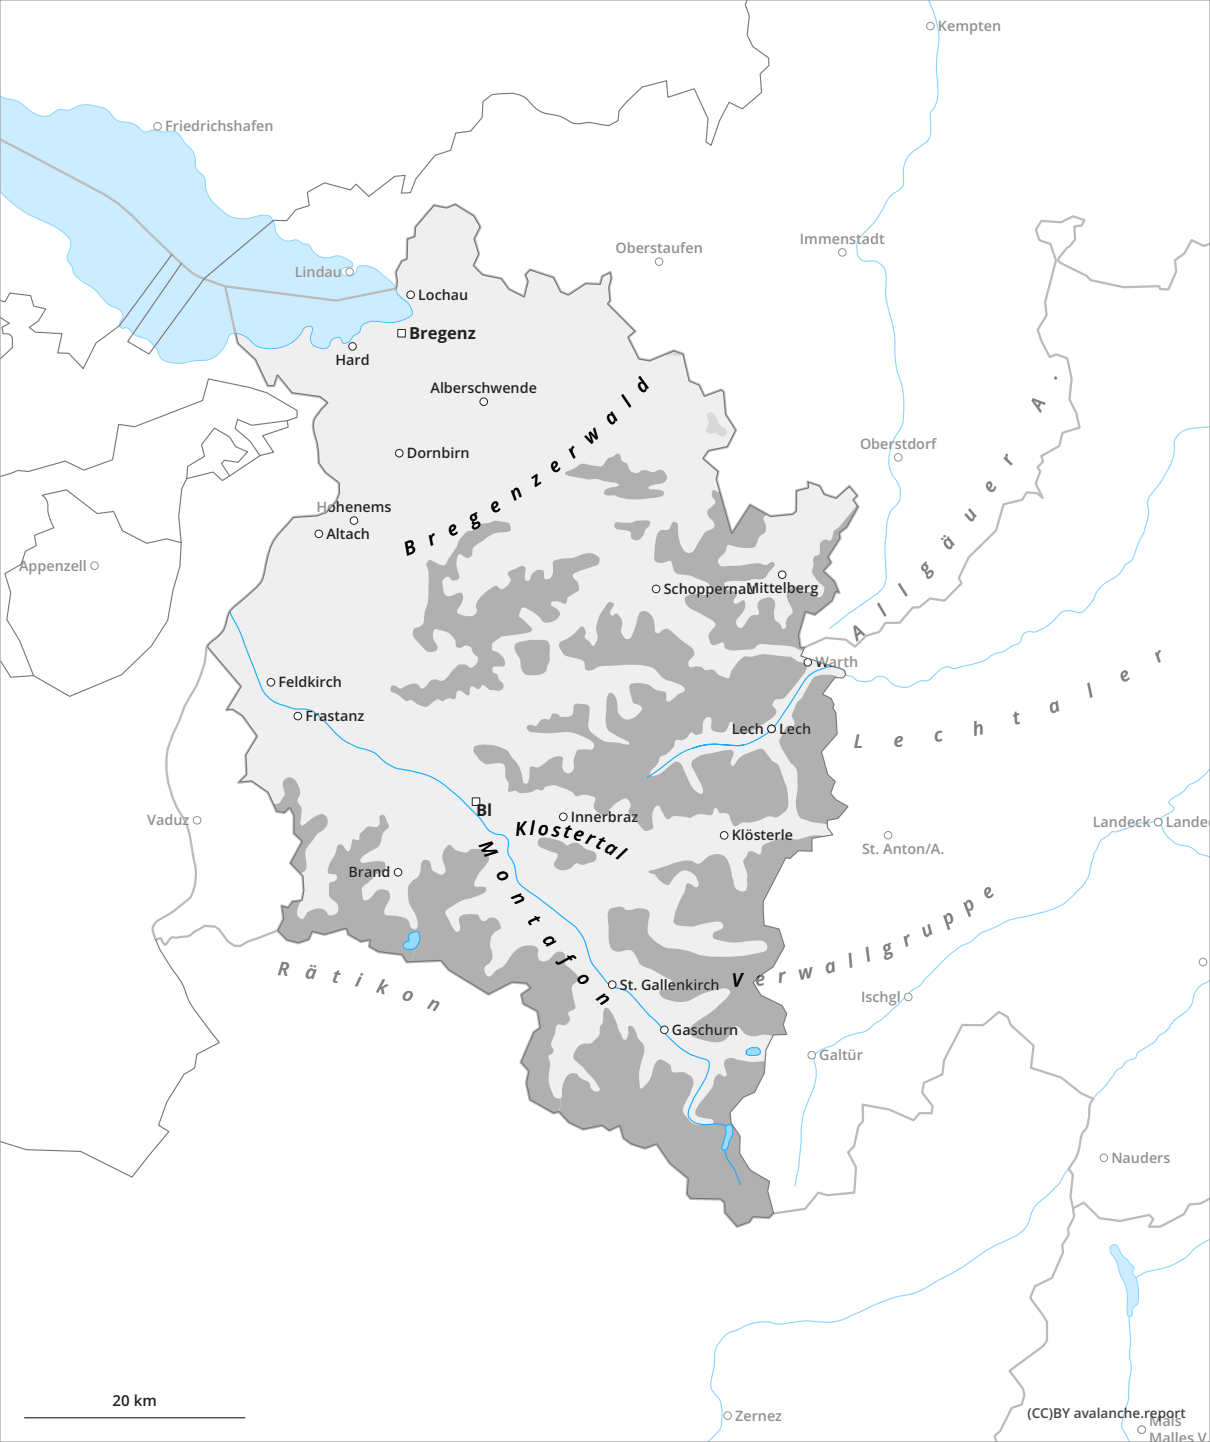 Kempten
Friedrichshafen
Immenstadt
Oberstaufen
Lindau
Lochau
Bregenz
Hard
Alberschwende
Bregenzerwald
Allgäuer A.
Oberstdorf
Dornbirn
Hohenems
Altach
Appenzell
Schoppernau
Mittelberg
Warth
Lechtaler
Feldkirch
Frastanz
Lech
Lech
Bl
Vaduz
Innerbraz
Klostertal
Klösterle
Landeck
St. Anton/A.
Brand
Montafon
Verwallgruppe
Rätikon
St. Gallenkirch
Ischgl
Gaschurn
Galtür
Nauders
20 km
(CC)BY avalanche.report
Zernez
Mals
Malles V